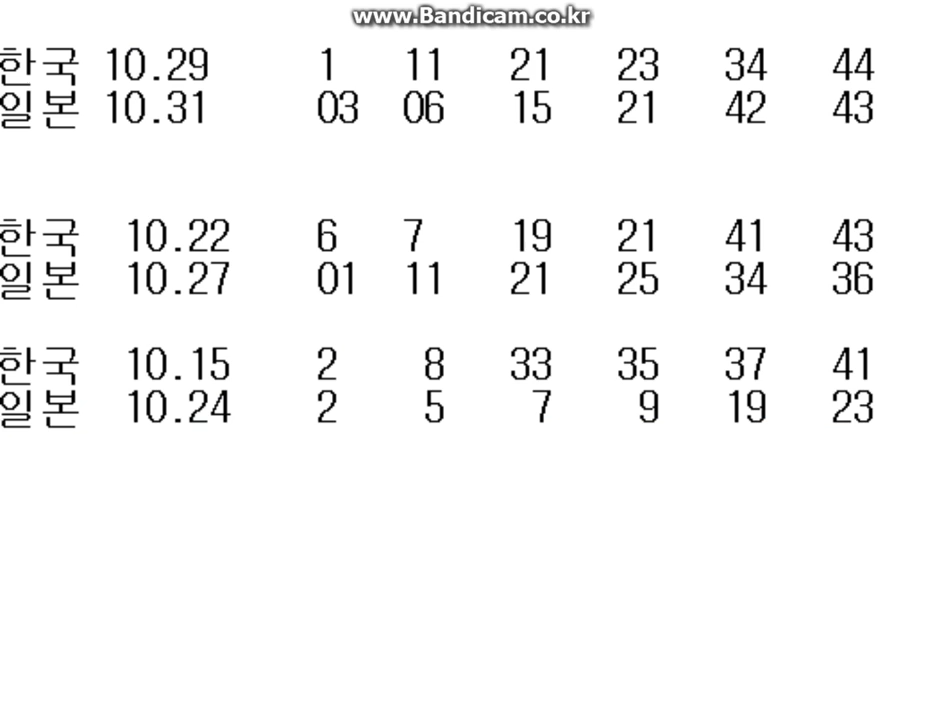 www.Bandicam.co.kr
한국 10.29 1 11 21 23 34 44
일본 10.31 03 06 15 21 42 43
한국 10.22 6 7 19 21 41 43
일본 10.27 01 11 21 25 34 36
한국 10.15 2 8 33 35 37 41
일본 10.24 2 5 7 9 19 23